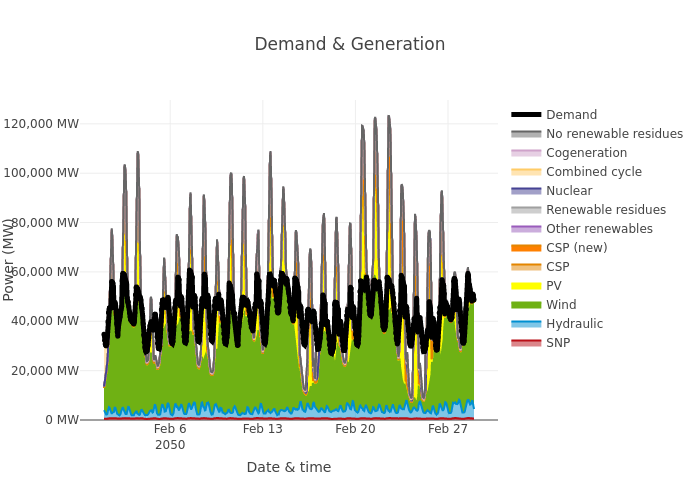 Demand & Generation
Power (MW)
120,000 MW
100,000 MW
80,000 MW
60,000 MW
40,000 MW
20,000 MW
0 MW
Feb 6
2050
Feb 13
Feb 20
Feb 27
Date & time
Demand
No renewable residues
Cogeneration
Combined cycle
Nuclear
Renewable residues
Other renewables
CSP (new)
CSP
PV
Wind
Hydraulic
SNP